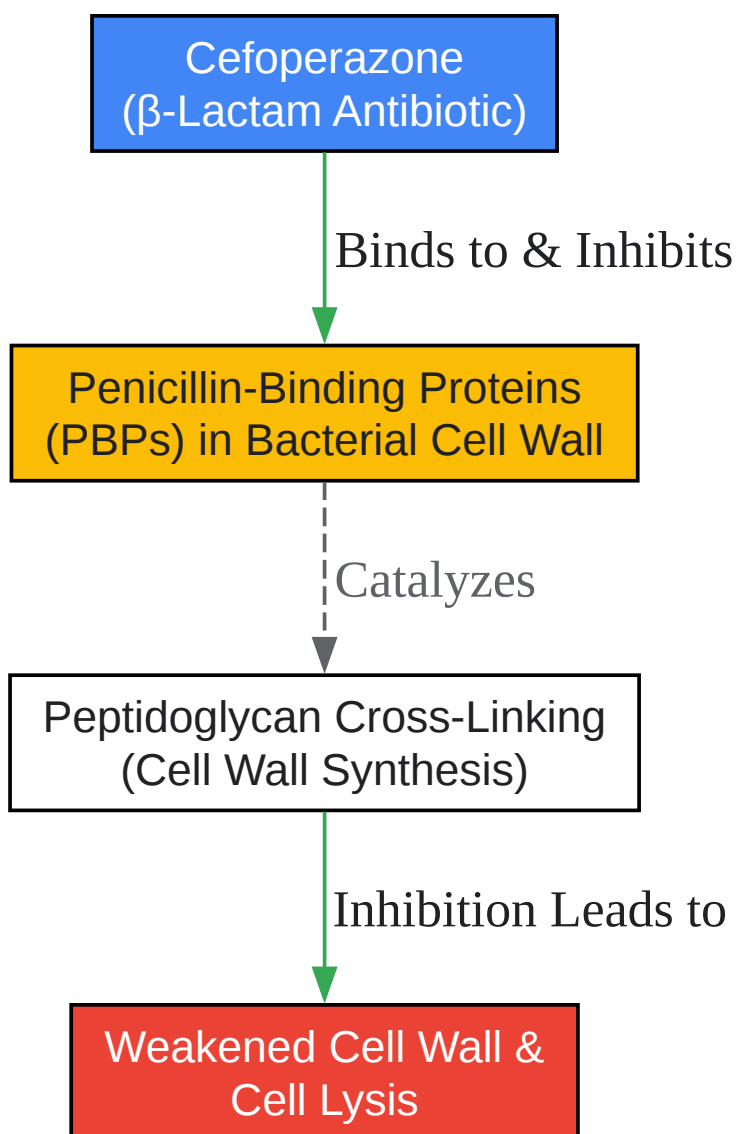 Cefoperazone
(β-Lactam Antibiotic)
Binds to & Inhibits
Penicillin-Binding Proteins
(PBPs) in Bacterial Cell Wall
Catalyzes
Peptidoglycan Cross-Linking
(Cell Wall Synthesis)
Inhibition Leads to
Weakened Cell Wall &
Cell Lysis